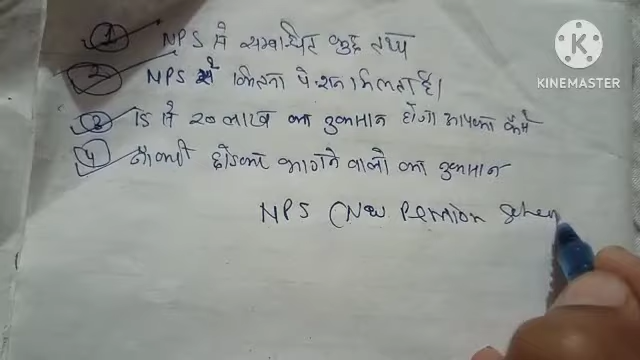 ① NPS से सम्बन्धित कुछ तथ्य
② NPS से कितना पेंशन मिलता है।
③ IS में २० लाख का नुकसान होगा आपका कैसे
④ नौकरी छोड़कर भागने वालों का नुकसान
NPS (New Pension Schem
KINEMASTER